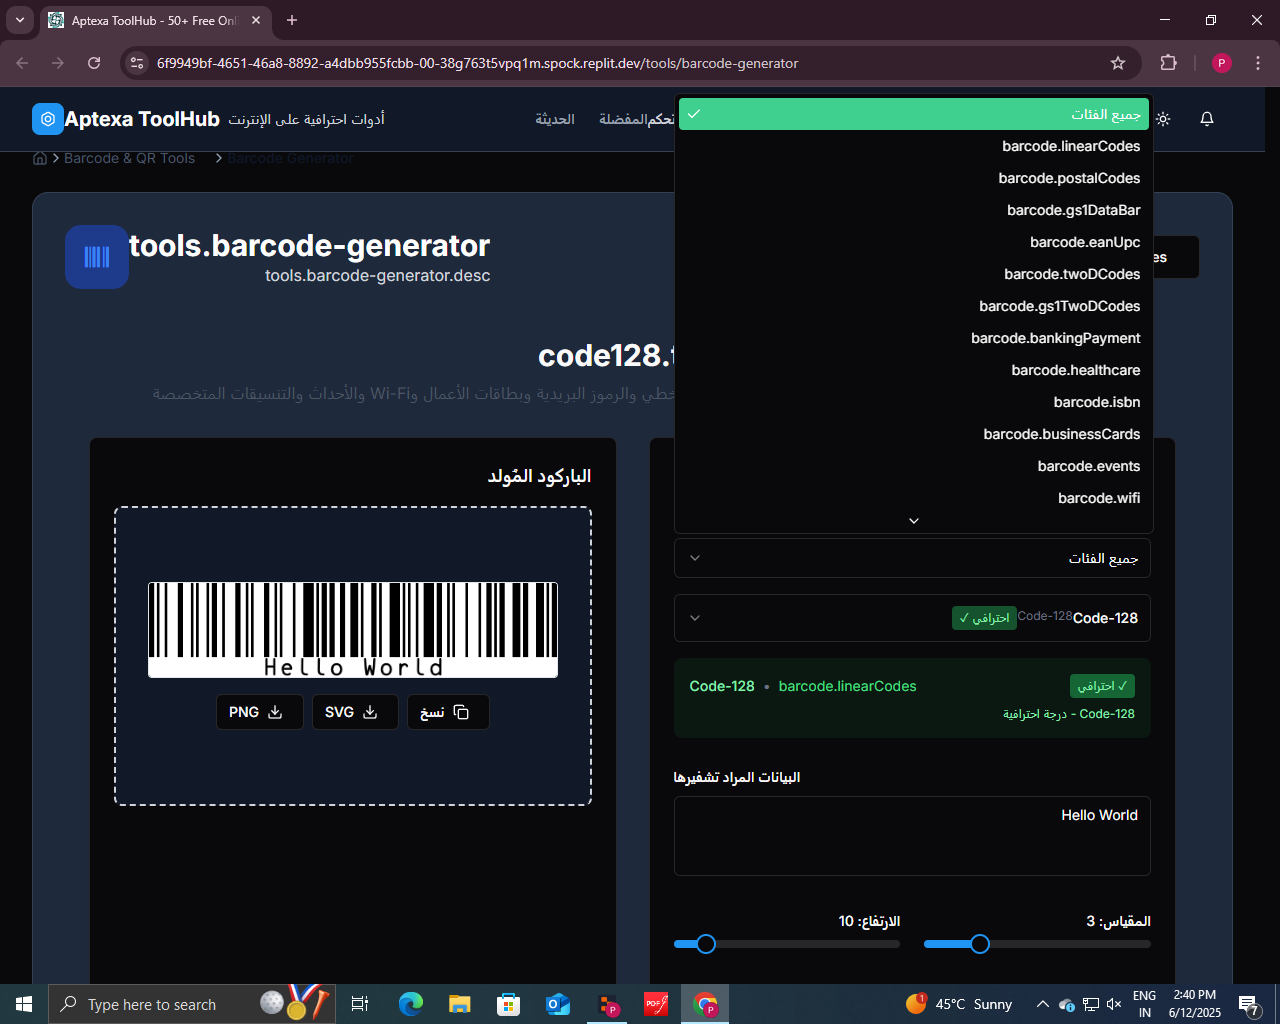 Aptexa ToolHub - 50+ Free Onl
6f9949bf-4651-46a8-8892-a4dbb955fcbb-00-38g763t5vpq1m.spock.replit.dev/tools/barcode-generator
P
Aptexa ToolHub
أدوات احترافية على الإنترنت
الحديثة
المفضلة
Barcode & QR Tools
Barcode Generator
tools.barcode-generator
tools.barcode-generator.desc
es
code128.
والرموز البريدية وبطاقات الأعمال وWi-Fi والأحداث والتنسيقات المتخصصة
جميع الفئات
barcode.linearCodes
barcode.postalCodes
barcode.gs1DataBar
barcode.eanUpc
barcode.twoDCodes
barcode.gs1TwoDCodes
barcode.bankingPayment
barcode.healthcare
barcode.isbn
barcode.businessCards
barcode.events
barcode.wifi
الباركود المُولد
Hello World
PNG
SVG
نسخ
جميع الفئات
Code-128
Code-128
احترافي ✓
Code-128 • barcode.linearCodes
✓ احترافي
Code-128 - درجة احترافية
البيانات المراد تشفيرها
Hello World
المقياس: 3
الارتفاع: 10
Type here to search
1
45°C Sunny
ENG
IN
2:40 PM
6/12/2025
7